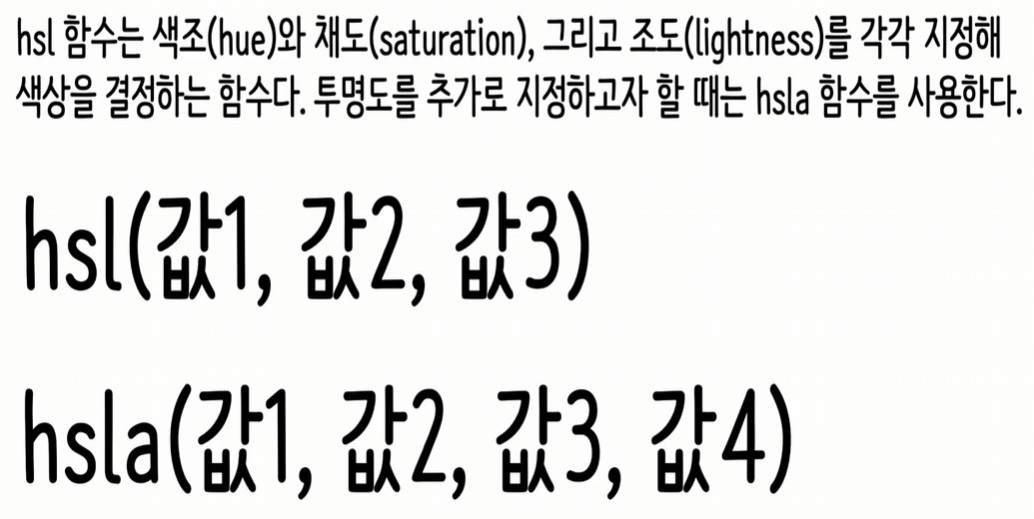 hsl 함수는 색조(hue)와 채도(saturation), 그리고 조도(lightness)를 각각 지정해
색상을 결정하는 함수다. 투명도를 추가로 지정하고자 할 때는 hsla 함수를 사용한다.
hsl(값1, 값2, 값3)
hsla(값1, 값2, 값3, 값4)